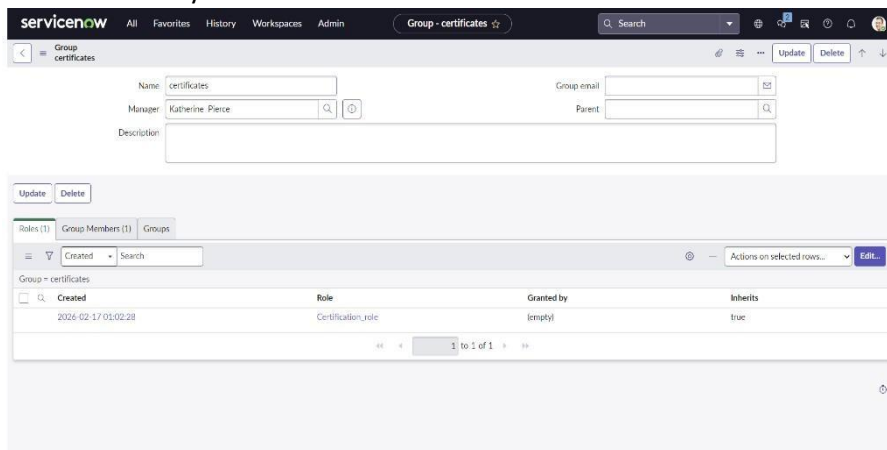 servicenow All Favorites History Workspaces Admin Group - certificates ☆ Search
Group
certificates
Update Delete
Name certificates Group email
Manager Katherine Pierce Parent
Description
Update Delete
Roles (1) Group Members (1) Groups
Created Search Actions on selected rows... Edit...
Group = certificates
Created Role Granted by Inherits
2026-02-17 01:02:28 Certification_role (empty) true
1 to 1 of 1